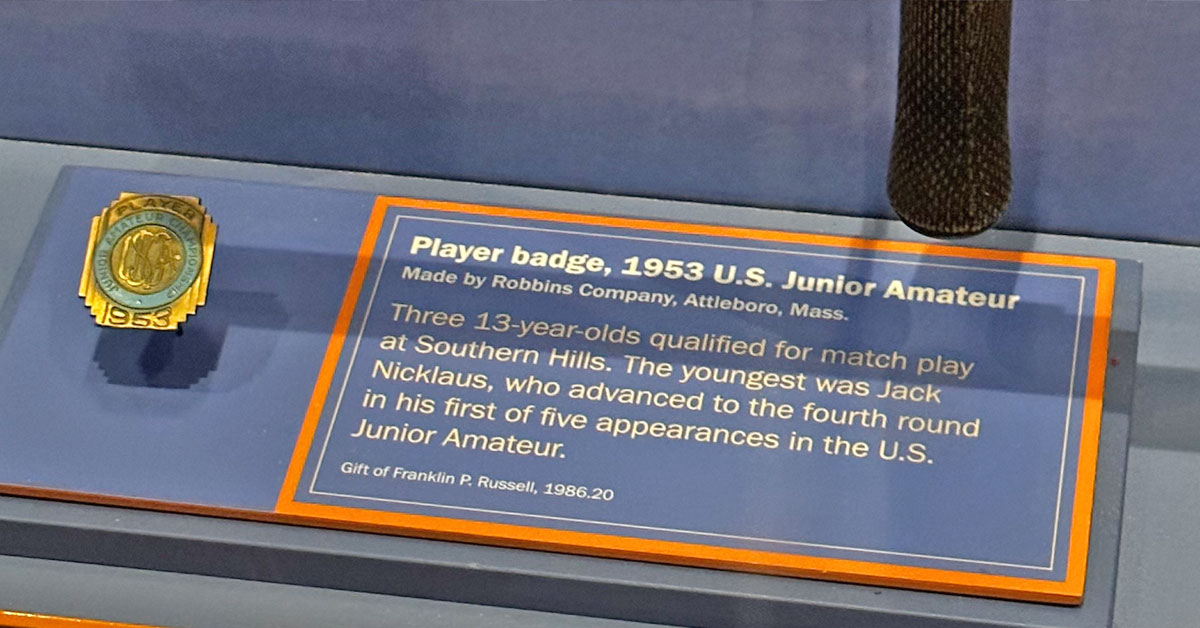 PLAYER
JUNIOR AMATEUR CHAMPIONSHIP
USGA
1953
Player badge, 1953 U.S. Junior Amateur
Made by Robbins Company, Attleboro, Mass.
Three 13-year-olds qualified for match play
at Southern Hills. The youngest was Jack
Nicklaus, who advanced to the fourth round
in his first of five appearances in the U.S.
Junior Amateur.
Gift of Franklin P. Russell, 1986.20